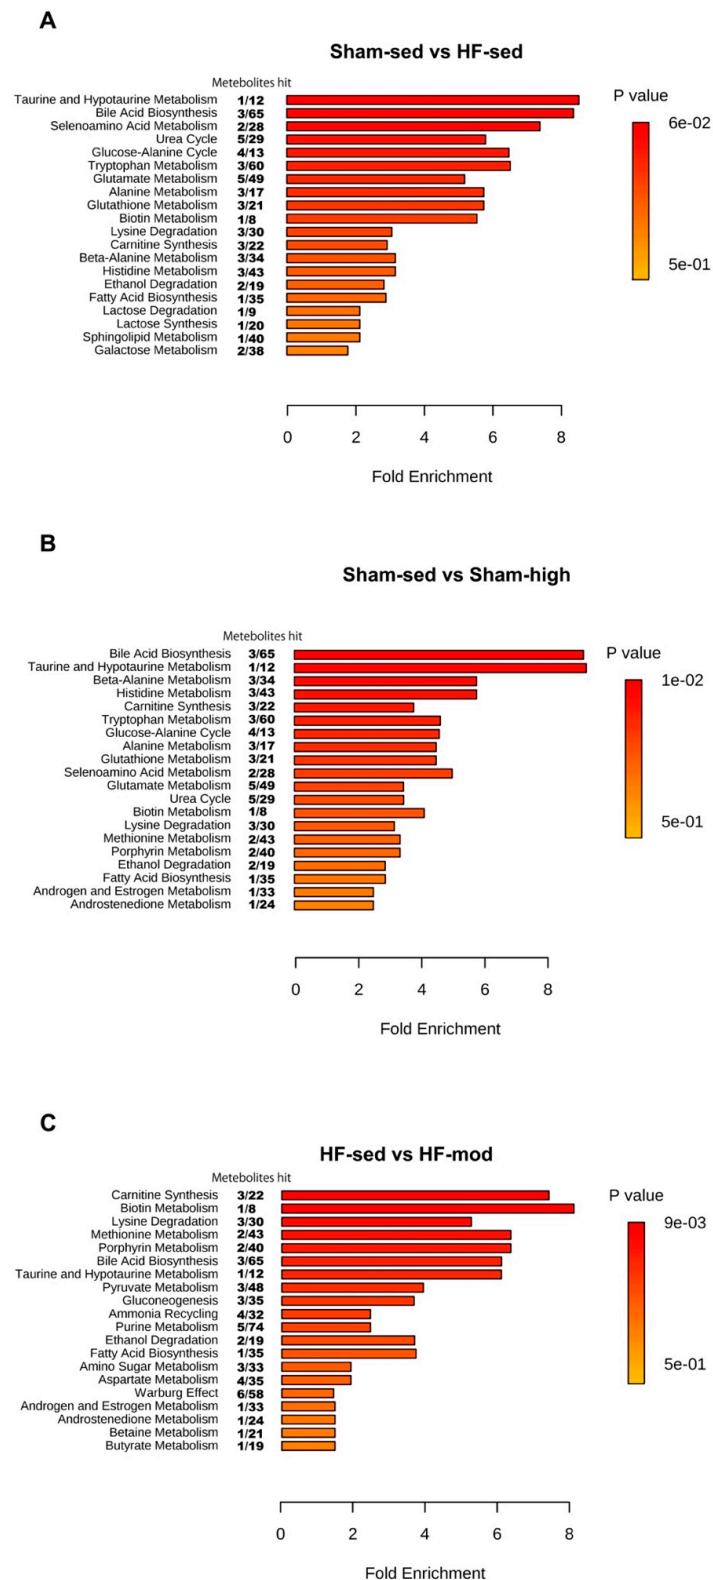 A
Sham-sed vs HF-sed
Metebolites hit
P value
Taurine and Hypotaurine Metabolism 1/12
Bile Acid Biosynthesis 3/65
Selenoamino Acid Metabolism 2/28
Urea Cycle 5/29
Glucose-Alanine Cycle 4/13
Tryptophan Metabolism 3/60
Glutamate Metabolism 5/49
Alanine Metabolism 3/17
Glutathione Metabolism 3/21
Biotin Metabolism 1/8
Lysine Degradation 3/30
Carnitine Synthesis 3/22
Beta-Alanine Metabolism 3/34
Histidine Metabolism 3/43
Ethanol Degradation 2/19
Fatty Acid Biosynthesis 1/35
Lactose Degradation 1/9
Lactose Synthesis 1/20
Sphingolipid Metabolism 1/40
Galactose Metabolism 2/38
6e-02
5e-01
0 2 4 6 8
Fold Enrichment
B
Sham-sed vs Sham-high
Metebolites hit
P value
Bile Acid Biosynthesis 3/65
Taurine and Hypotaurine Metabolism 1/12
Beta-Alanine Metabolism 3/34
Histidine Metabolism 3/43
Carnitine Synthesis 3/22
Tryptophan Metabolism 3/60
Glucose-Alanine Cycle 4/13
Alanine Metabolism 3/17
Glutathione Metabolism 3/21
Selenoamino Acid Metabolism 2/28
Glutamate Metabolism 5/49
Urea Cycle 5/29
Biotin Metabolism 1/8
Lysine Degradation 3/30
Methionine Metabolism 2/43
Porphyrin Metabolism 2/40
Ethanol Degradation 2/19
Fatty Acid Biosynthesis 1/35
Androgen and Estrogen Metabolism 1/33
Androstenedione Metabolism 1/24
1e-02
5e-01
0 2 4 6 8
Fold Enrichment
C
HF-sed vs HF-mod
Metebolites hit
P value
Carnitine Synthesis 3/22
Biotin Metabolism 1/8
Lysine Degradation 3/30
Methionine Metabolism 2/43
Porphyrin Metabolism 2/40
Bile Acid Biosynthesis 3/65
Taurine and Hypotaurine Metabolism 1/12
Pyruvate Metabolism 3/48
Gluconeogenesis 3/35
Ammonia Recycling 4/32
Purine Metabolism 5/74
Ethanol Degradation 2/19
Fatty Acid Biosynthesis 1/35
Amino Sugar Metabolism 3/33
Aspartate Metabolism 4/35
Warburg Effect 6/58
Androgen and Estrogen Metabolism 1/33
Androstenedione Metabolism 1/24
Betaine Metabolism 1/21
Butyrate Metabolism 1/19
9e-03
5e-01
0 2 4 6 8
Fold Enrichment